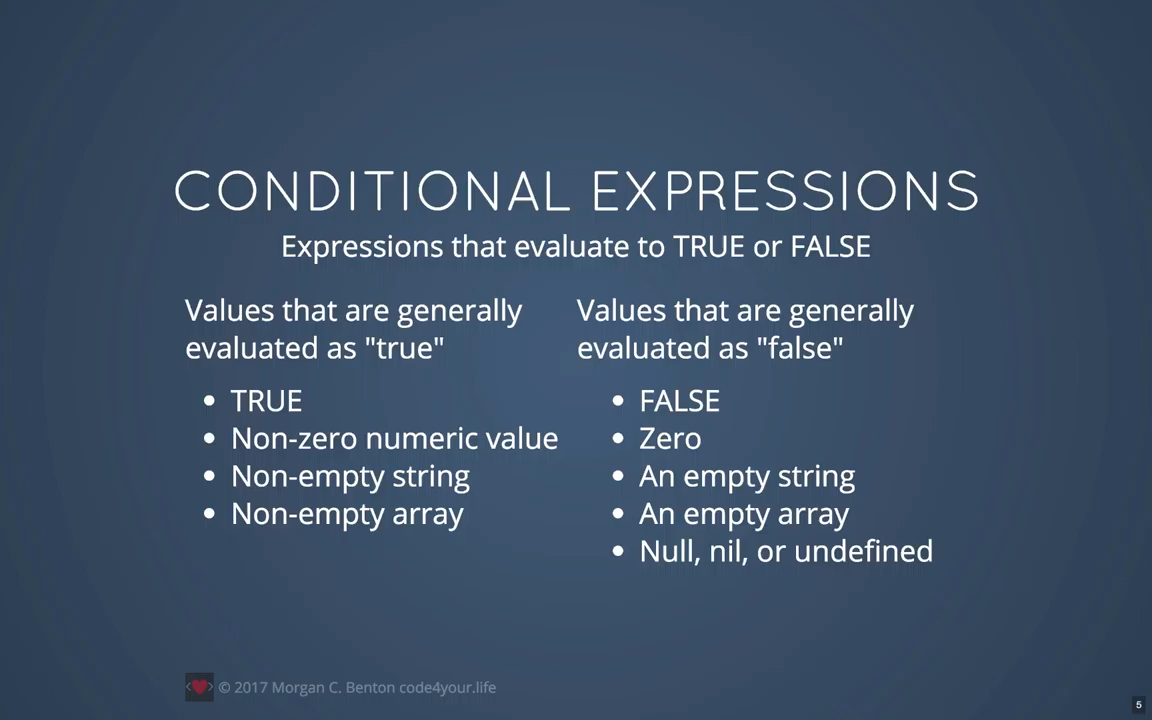 CONDITIONAL EXPRESSIONS
Expressions that evaluate to TRUE or FALSE
Values that are generally
evaluated as "true"
• TRUE
• Non-zero numeric value
• Non-empty string
• Non-empty array
Values that are generally
evaluated as "false"
• FALSE
• Zero
• An empty string
• An empty array
• Null, nil, or undefined
© 2017 Morgan C. Benton code4your.life
5